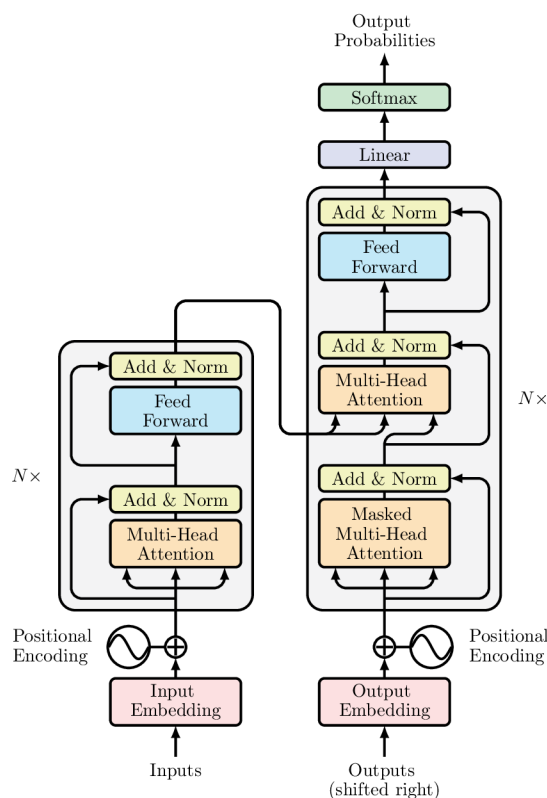 Output
Probabilities
Softmax
Linear
Add & Norm
Feed
Forward
Add & Norm
Multi-Head
Attention
Add & Norm
Masked
Multi-Head
Attention
N×
Add & Norm
Feed
Forward
Add & Norm
Multi-Head
Attention
N×
Positional
Encoding
Positional
Encoding
Input
Embedding
Output
Embedding
Inputs
Outputs
(shifted right)